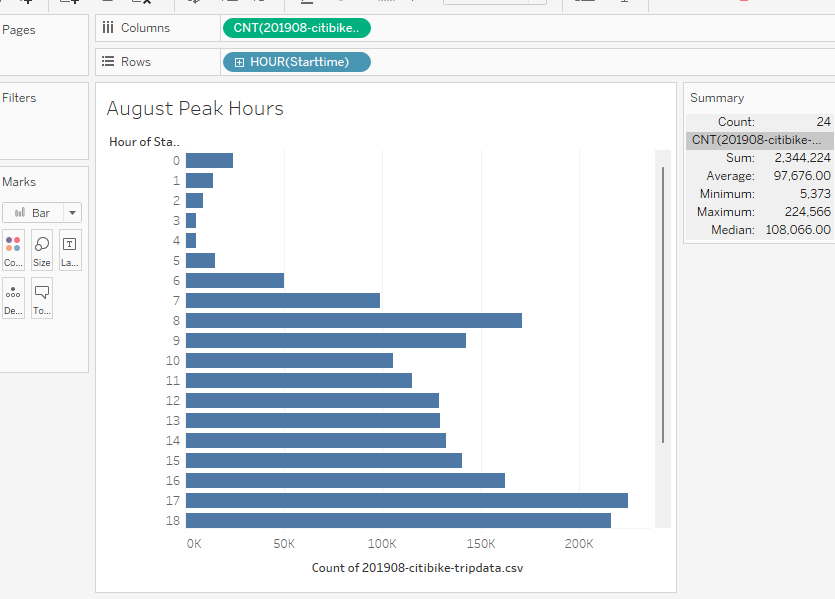 Pages
Columns
CNT(201908-citibike..
Rows
HOUR(Starttime)
Filters
Marks
Bar
Co...
Size
T
La...
De...
To...
August Peak Hours
Hour of Sta..
0
1
2
3
4
5
6
7
8
9
10
11
12
13
14
15
16
17
18
0K 50K 100K 150K 200K
Count of 201908-citibike-tripdata.csv
Summary
Count: 24
CNT(201908-citibike-...
Sum: 2,344,224
Average: 97,676.00
Minimum: 5,373
Maximum: 224,566
Median: 108,066.00